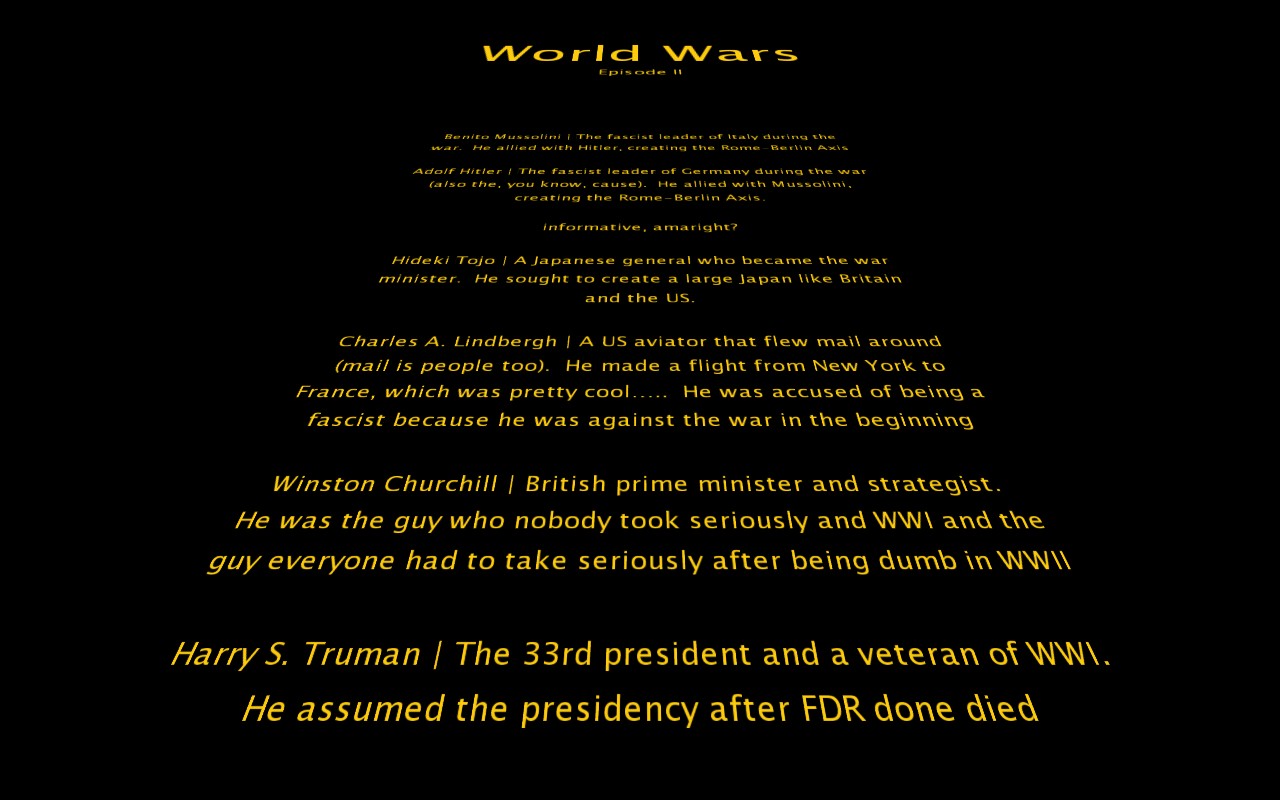 World Wars
Episode II
Benito Mussolini | The fascist leader of Italy during the
war.  He allied with Hitler, creating the Rome-Berlin Axis
Adolf Hitler | The fascist leader of Germany during the war
(also the, you know, cause).  He allied with Mussolini,
creating the Rome-Berlin Axis.
informative, amaright?
Hideki Tojo | A Japanese general who became the war
minister.  He sought to create a large Japan like Britain
and the US.
Charles A. Lindbergh | A US aviator that flew mail around
(mail is people too).  He made a flight from New York to
France, which was pretty cool.....  He was accused of being a
fascist because he was against the war in the beginning
Winston Churchill | British prime minister and strategist.
He was the guy who nobody took seriously and WWI and the
guy everyone had to take seriously after being dumb in WWII
Harry S. Truman | The 33rd president and a veteran of WWI.
He assumed the presidency after FDR done died